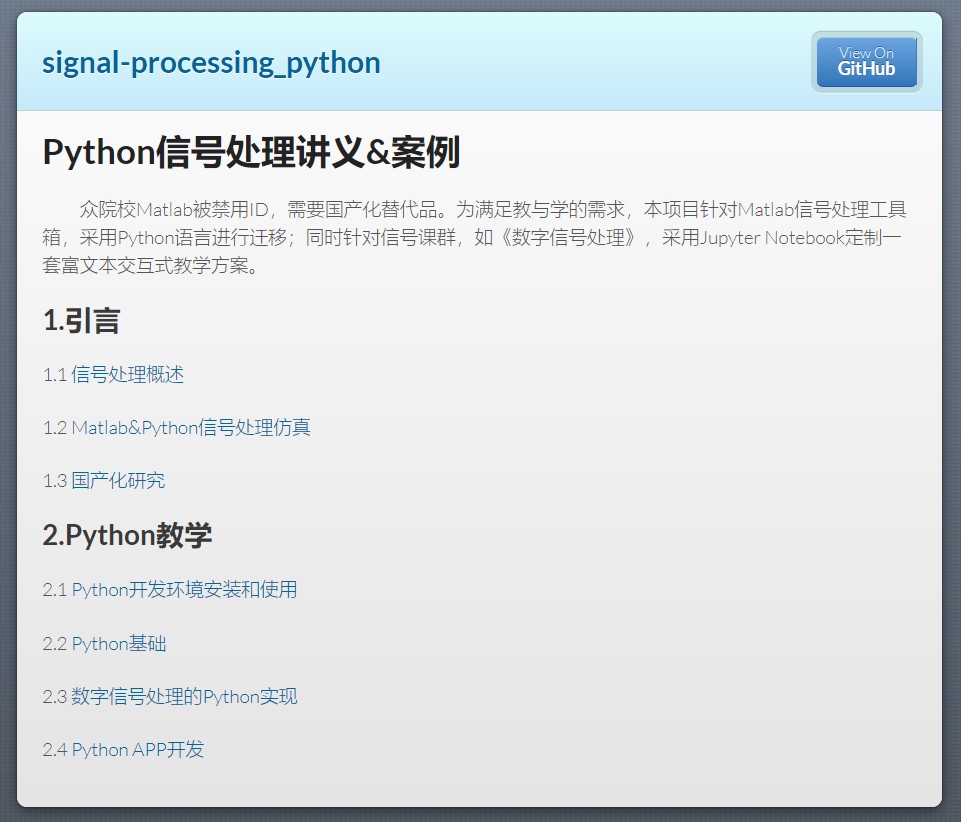 signal-processing_python
View On
GitHub
Python信号处理讲义&案例
众院校Matlab被禁用ID，需要国产化替代品。为满足教与学的需求，本项目针对Matlab信号处理工具
箱，采用Python语言进行迁移；同时针对信号课群，如《数字信号处理》，采用Jupyter Notebook定制一
套富文本交互式教学方案。
1.引言
1.1 信号处理概述
1.2 Matlab&Python信号处理仿真
1.3 国产化研究
2.Python教学
2.1 Python开发环境安装和使用
2.2 Python基础
2.3 数字信号处理的Python实现
2.4 Python APP开发